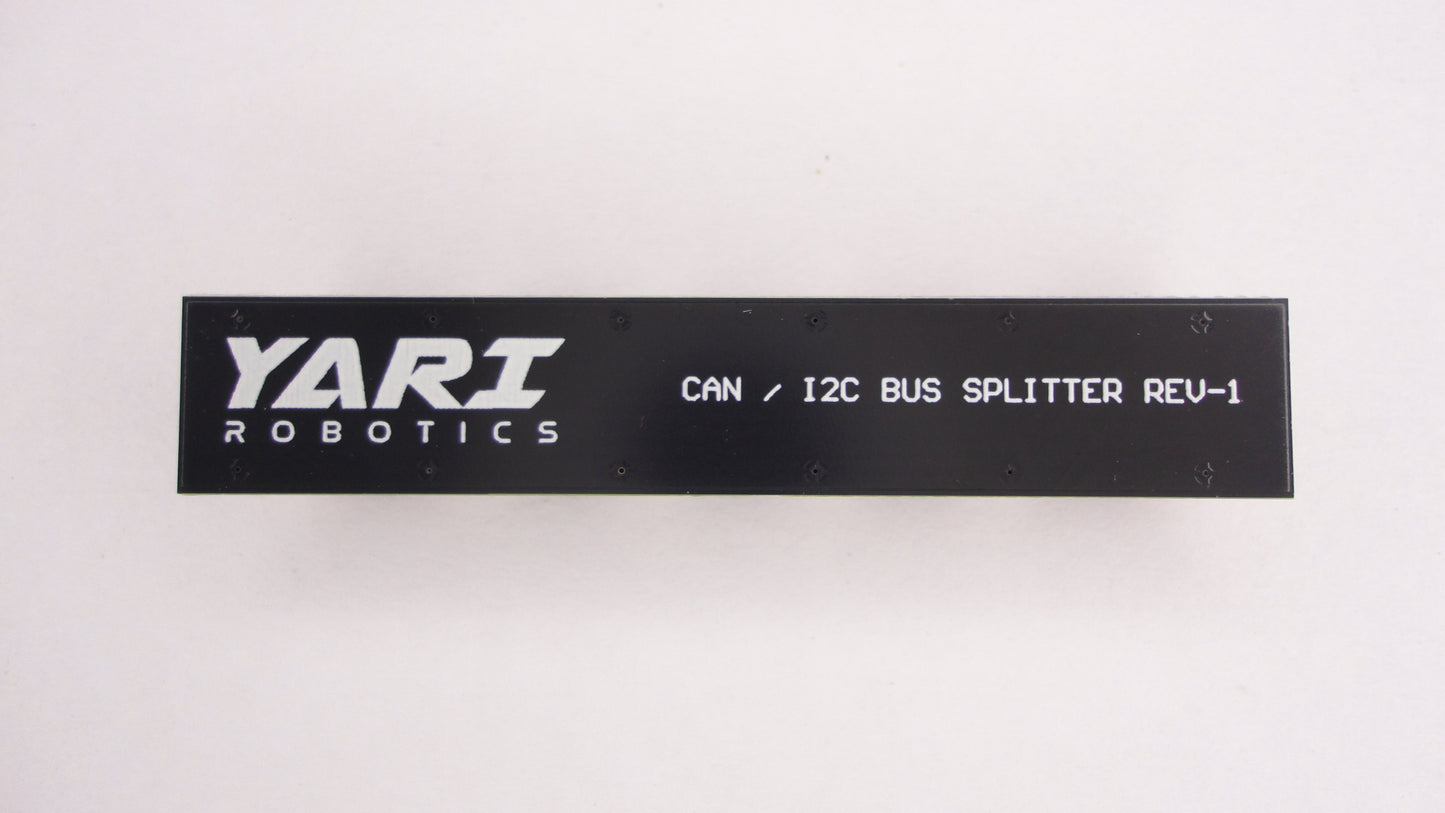 YARI
ROBOTICS
CAN / I2C BUS SPLITTER REV-1